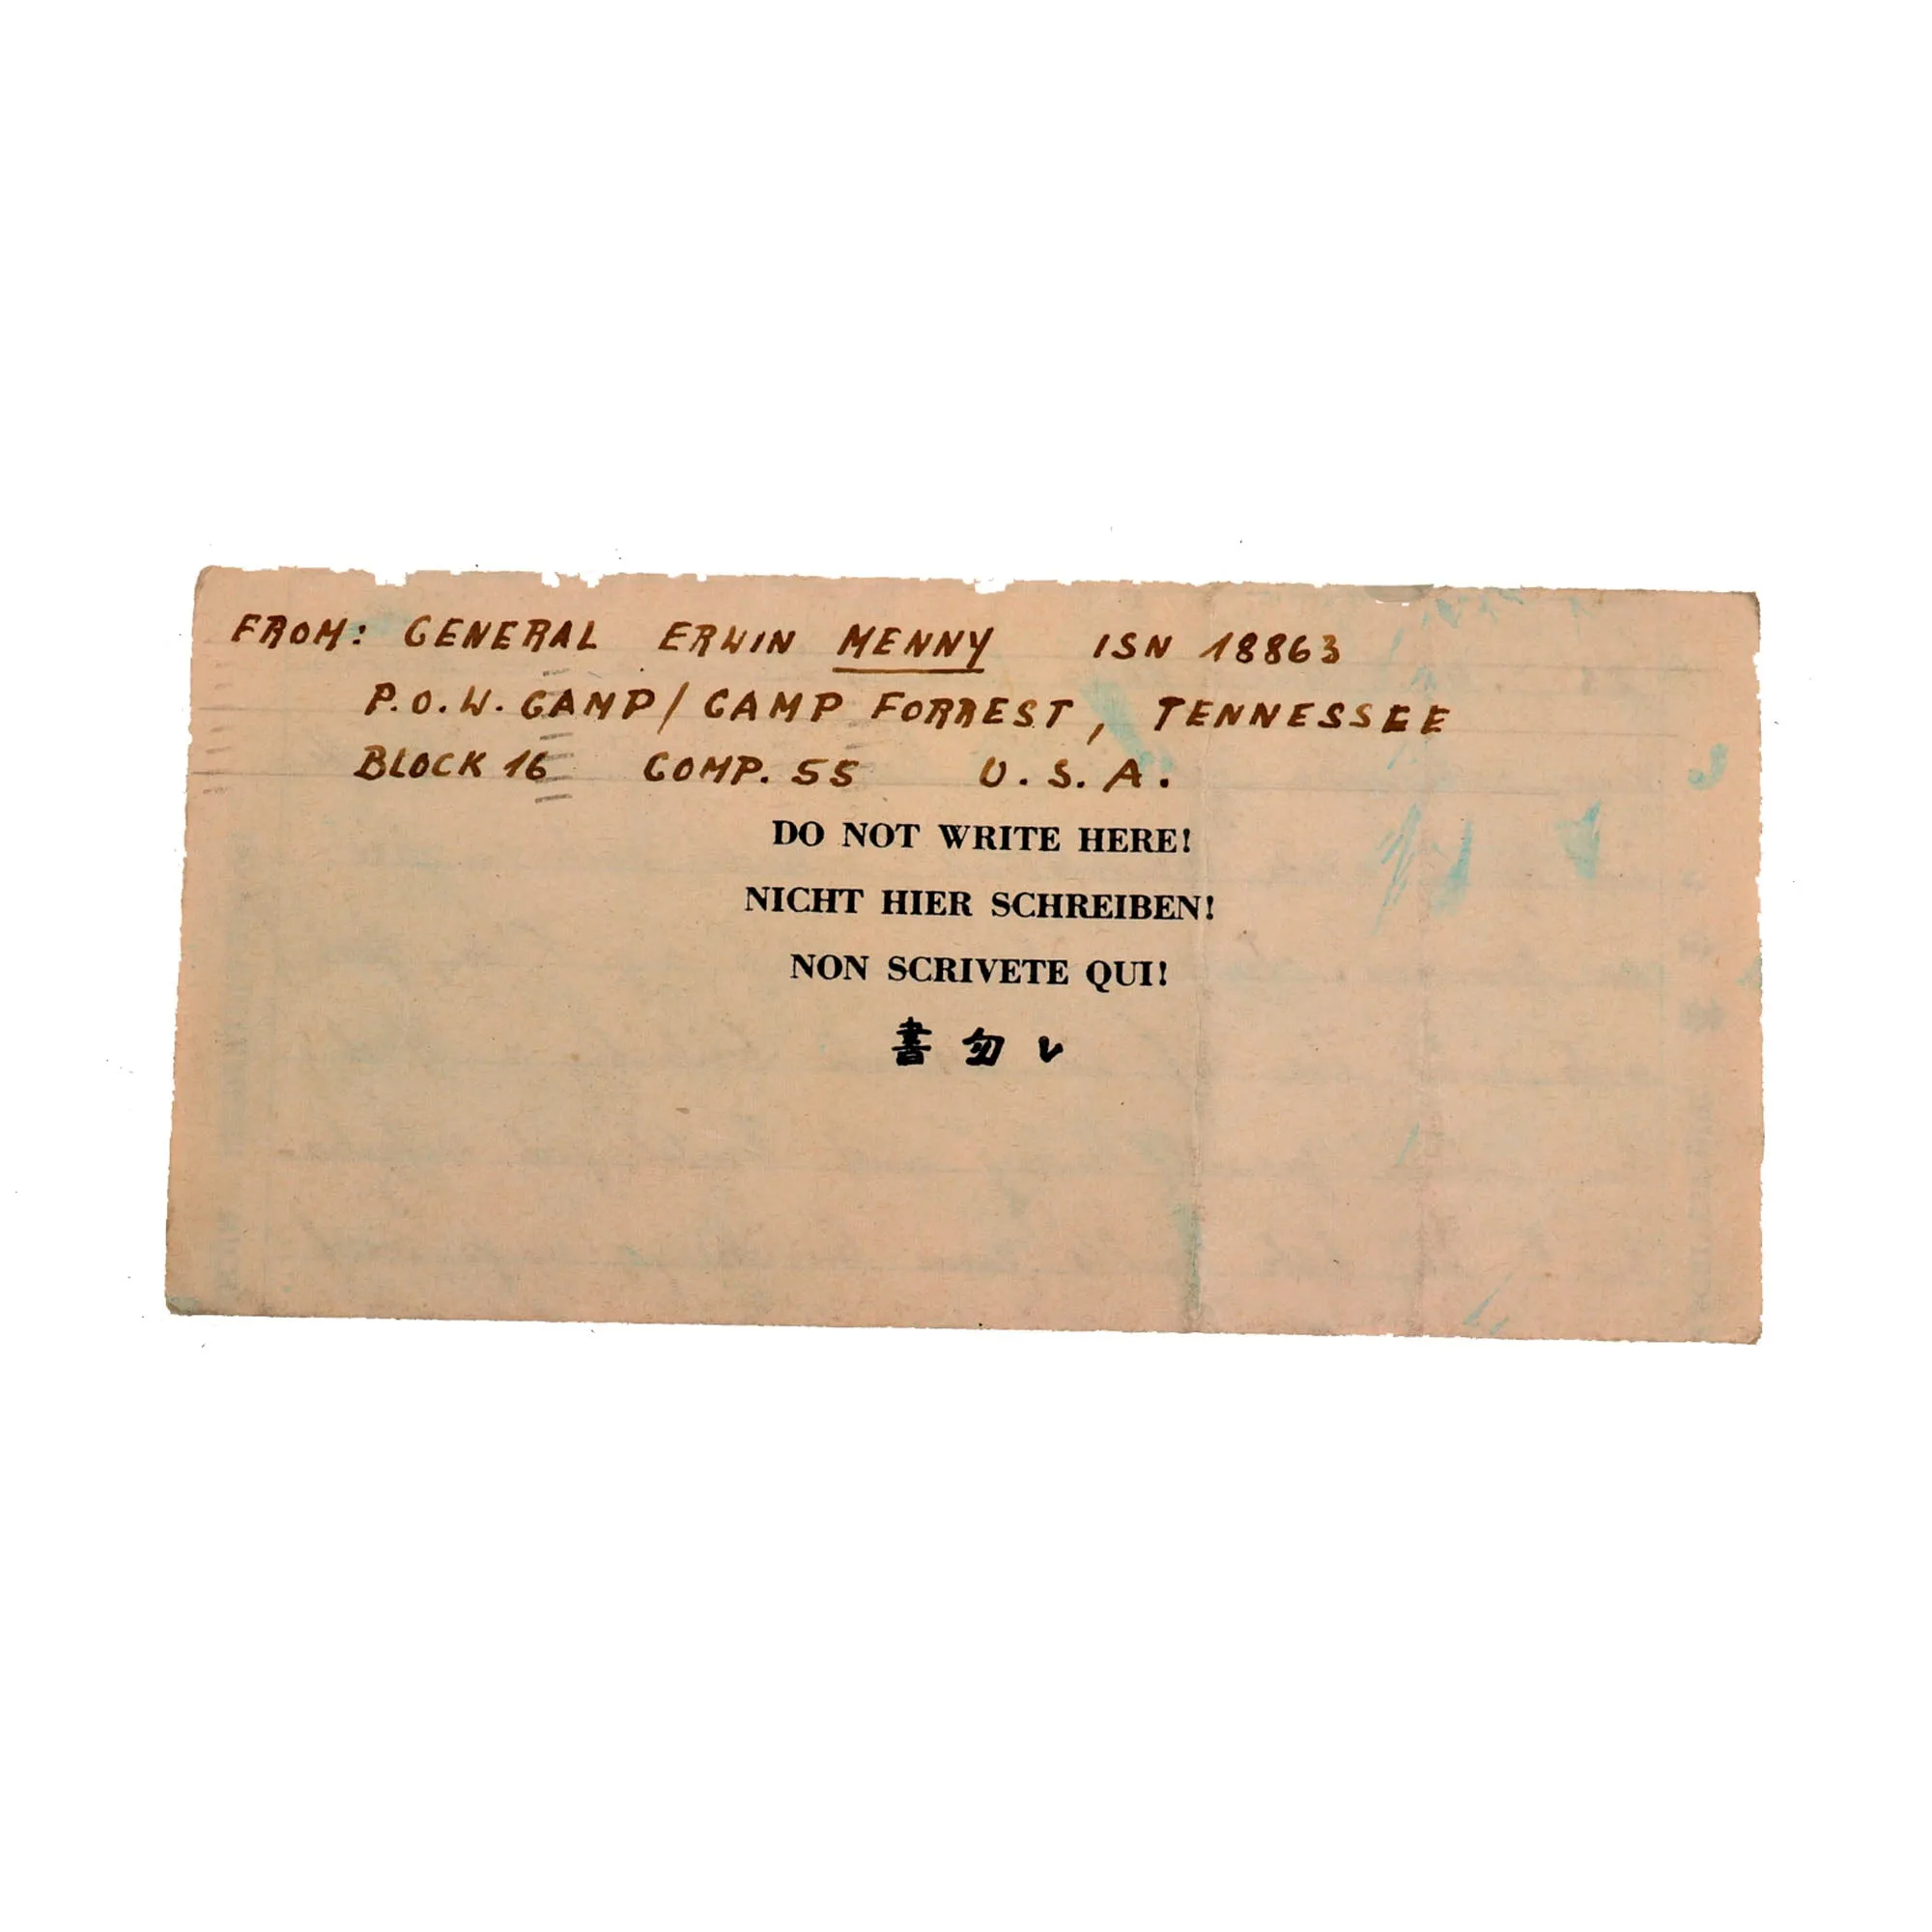 FROM: GENERAL ERWIN MENNY ISN 18863
P.O.W. CAMP/ CAMP FORREST, TENNESSEE
BLOCK 16 COMP. 55 U.S.A.
DO NOT WRITE HERE!
NICHT HIER SCHREIBEN!
NON SCRIVETE QUI!
書勿レ